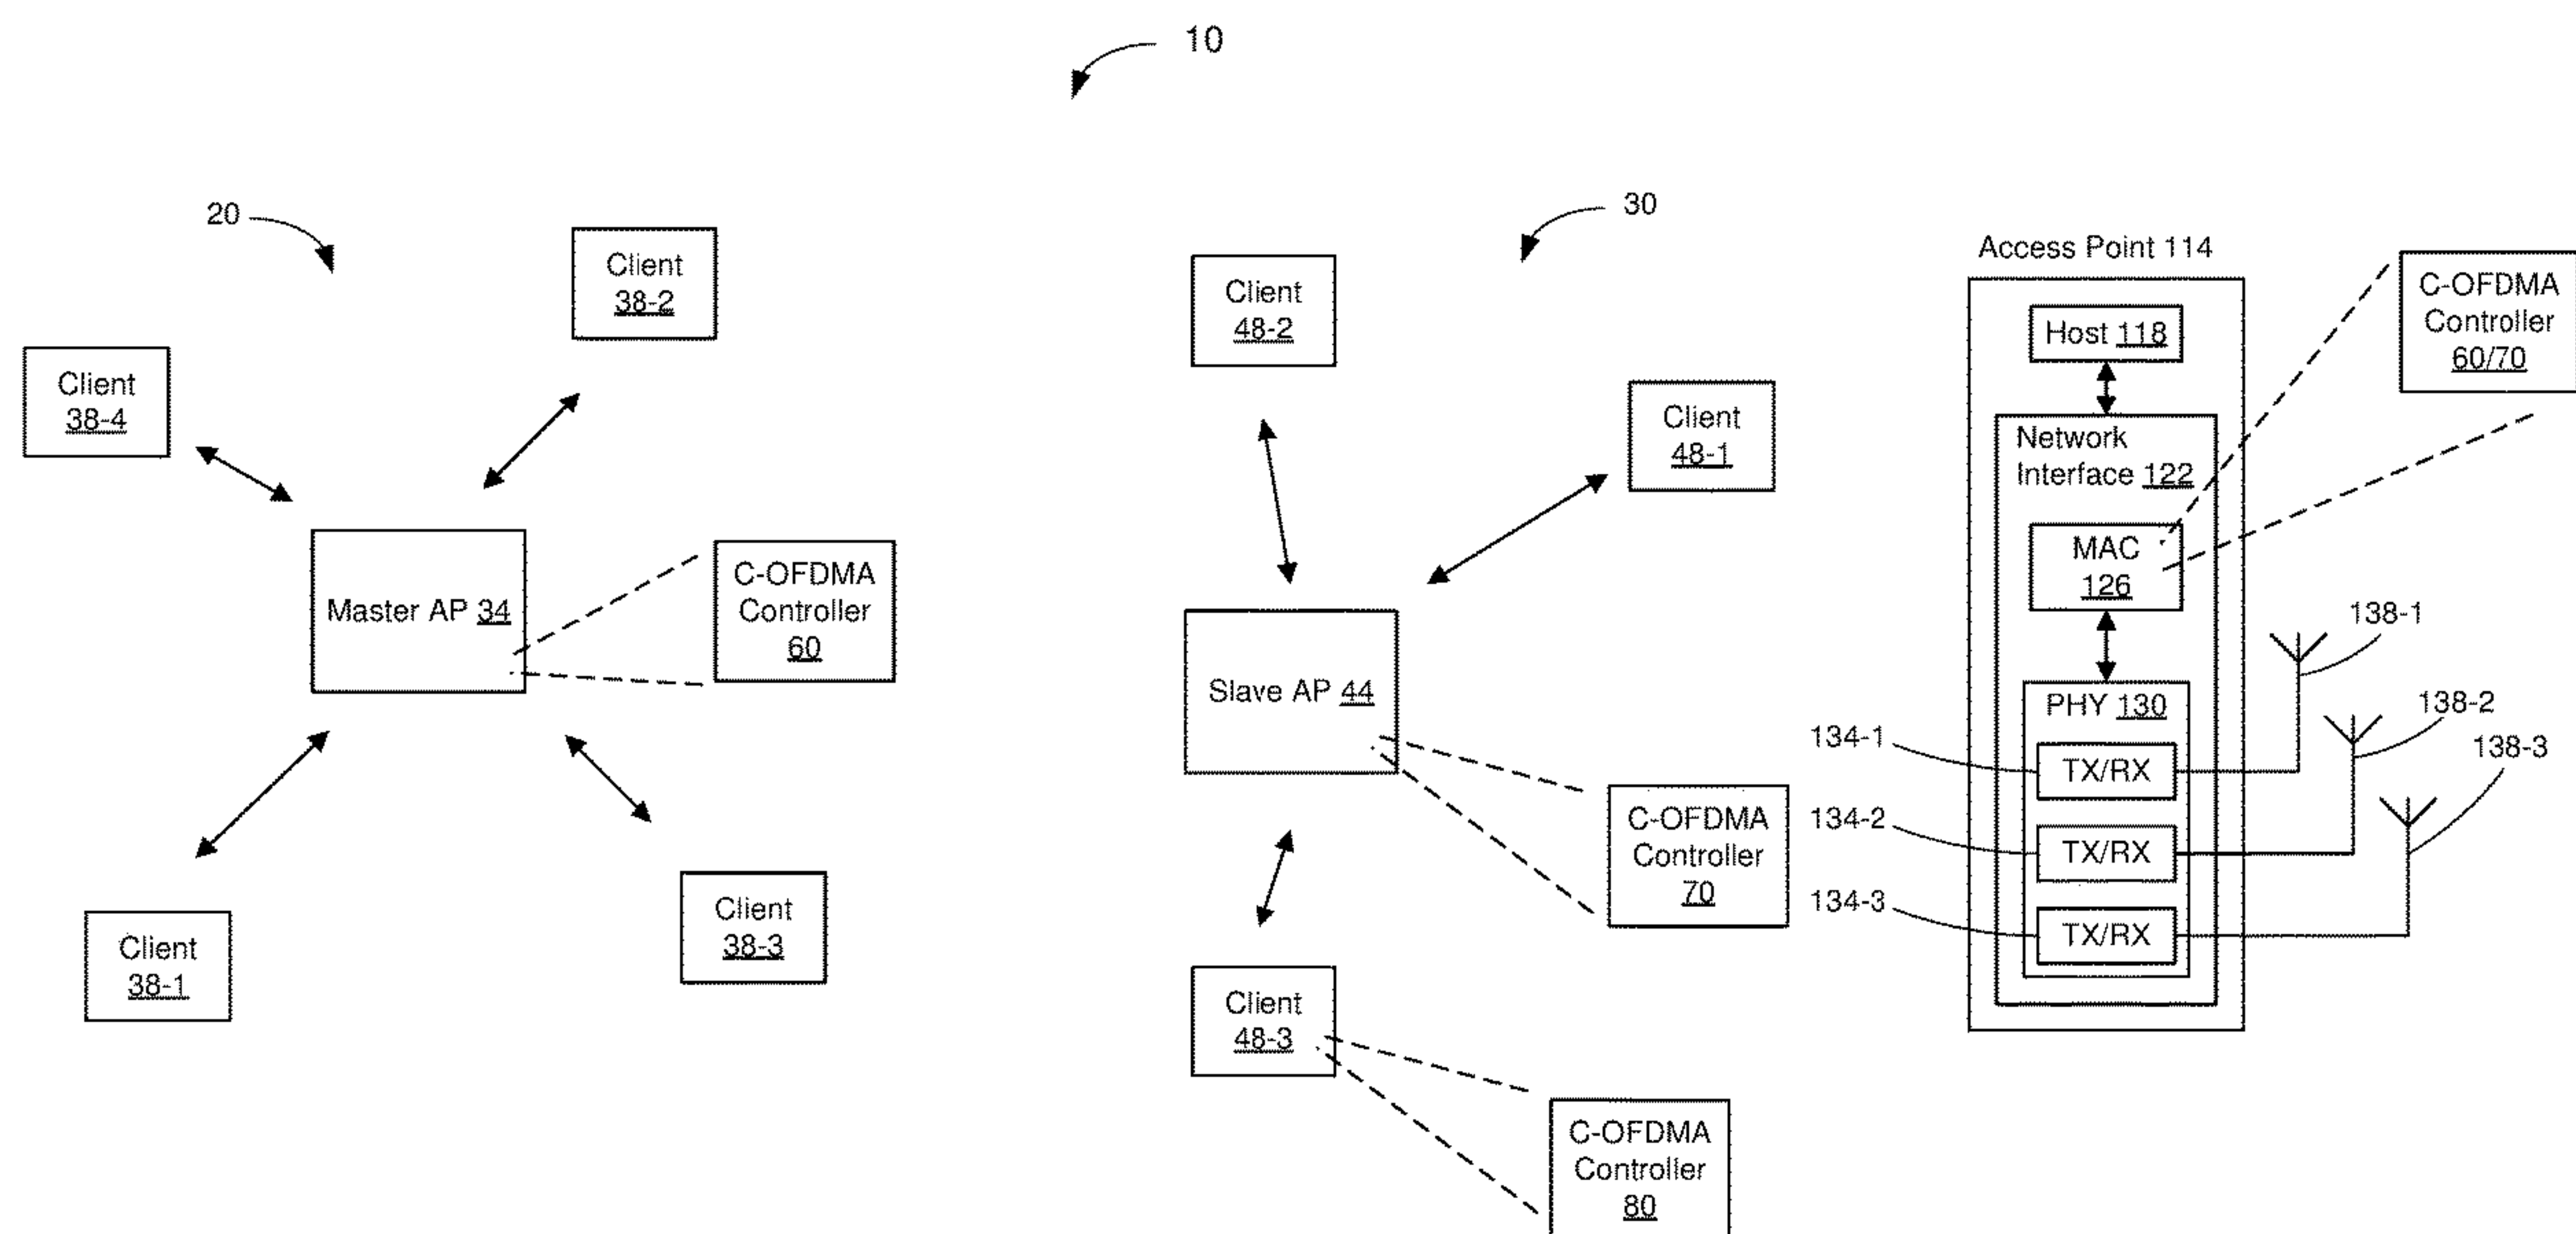 10
20
30
Client
38-2
Client
38-4
Master AP 34
C-OFDMA
Controller
60
Client
38-1
Client
38-3
Client
48-2
Client
48-1
Slave AP 44
C-OFDMA
Controller
70
Client
48-3
C-OFDMA
Controller
80
Access Point 114
Host 118
Network
Interface 122
MAC
126
PHY 130
TX/RX
TX/RX
TX/RX
134-1
134-2
134-3
138-1
138-2
138-3
C-OFDMA
Controller
60/70